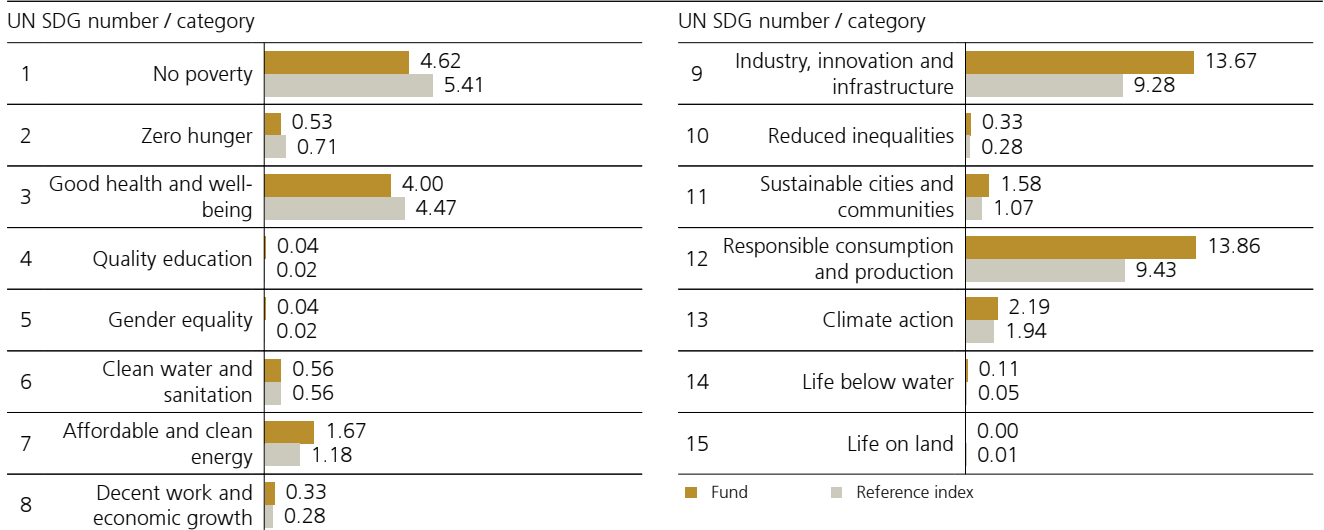 UN SDG number / category
1
No poverty
4.62
5.41
2
Zero hunger
0.53
0.71
3
Good health and well-
being
4.00
4.47
4
Quality education
0.04
0.02
5
Gender equality
0.04
0.02
6
Clean water and
sanitation
0.56
0.56
7
Affordable and clean
energy
1.67
1.18
8
Decent work and
economic growth
0.33
0.28
UN SDG number / category
9
Industry, innovation and
infrastructure
13.67
9.28
10
Reduced inequalities
0.33
0.28
11
Sustainable cities and
communities
1.58
1.07
12
Responsible consumption
and production
13.86
9.43
13
Climate action
2.19
1.94
14
Life below water
0.11
0.05
15
Life on land
0.00
0.01
Fund
Reference index